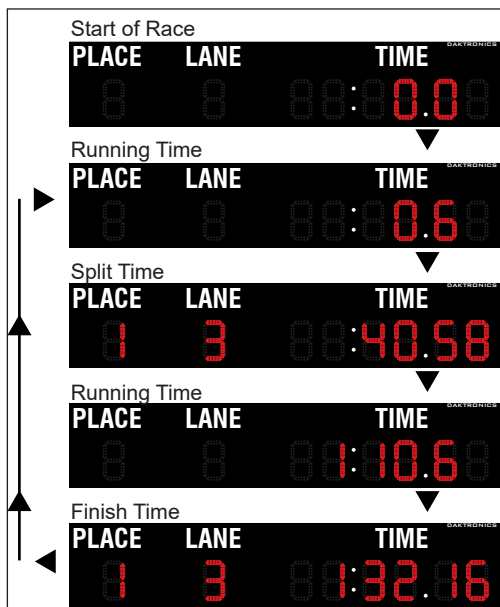 Start of Race
DAKTRONICS
PLACE LANE TIME
:0.0
Running Time
DAKTRONICS
PLACE LANE TIME
:0.6
Split Time
DAKTRONICS
PLACE LANE TIME
1 3 :40.58
Running Time
DAKTRONICS
PLACE LANE TIME
1:10.6
Finish Time
DAKTRONICS
PLACE LANE TIME
1 3 1:32.16